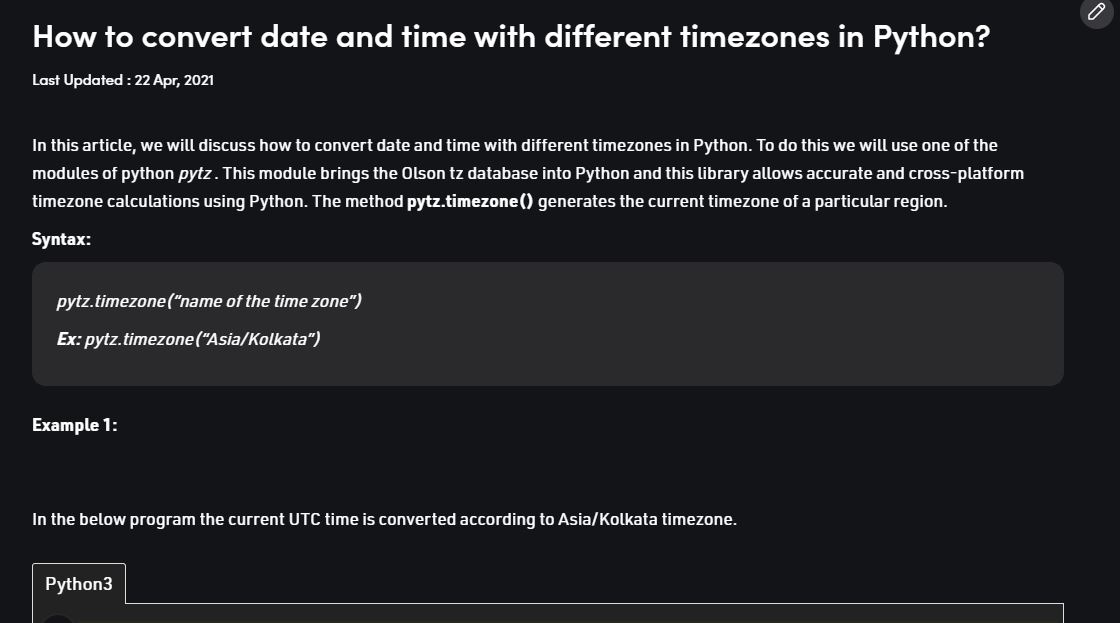 How to convert date and time with different timezones in Python?
Last Updated : 22 Apr, 2021
In this article, we will discuss how to convert date and time with different timezones in Python. To do this we will use one of the
modules of python pytz . This module brings the Olson tz database into Python and this library allows accurate and cross-platform
timezone calculations using Python. The method pytz.timezone() generates the current timezone of a particular region.
Syntax:
pytz.timezone(“name of the time zone”)
Ex: pytz.timezone(“Asia/Kolkata”)
Example 1:
In the below program the current UTC time is converted according to Asia/Kolkata timezone.
Python3